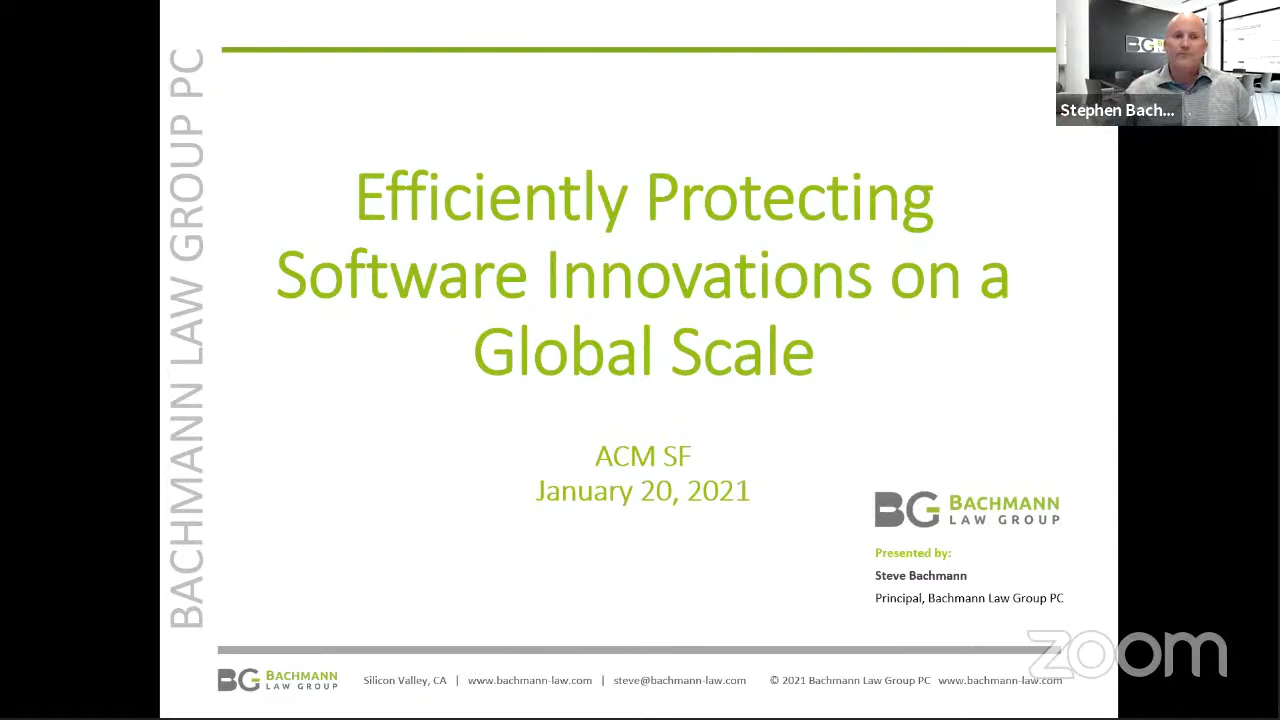 BACHMANN LAW GROUP PC
Stephen Bach...
Efficiently Protecting
Software Innovations on a
Global Scale
ACM SF
January 20, 2021
BG BACHMANN
LAW GROUP
Presented by:
Steve Bachmann
Principal, Bachmann Law Group PC
zoom
BG BACHMANN
LAW GROUP
Silicon Valley, CA | www.bachmann-law.com | steve@bachmann-law.com © 2021 Bachmann Law Group PC www.bachmann-law.com